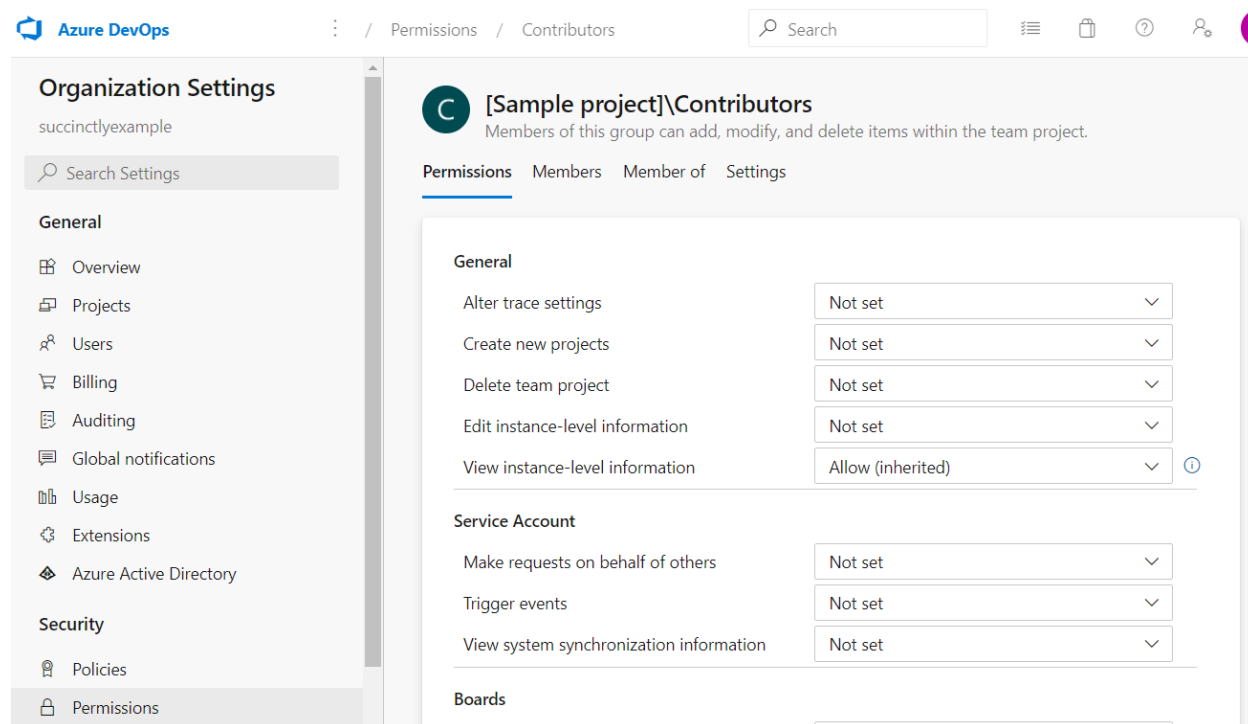 Azure DevOps
/ Permissions / Contributors
Search
Organization Settings
succinctlyexample
Search Settings
General
Overview
Projects
Users
Billing
Auditing
Global notifications
Usage
Extensions
Azure Active Directory
Security
Policies
Permissions
C
[Sample project]\Contributors
Members of this group can add, modify, and delete items within the team project.
Permissions Members Member of Settings
General
Alter trace settings Not set
Create new projects Not set
Delete team project Not set
Edit instance-level information Not set
View instance-level information Allow (inherited)
Service Account
Make requests on behalf of others Not set
Trigger events Not set
View system synchronization information Not set
Boards